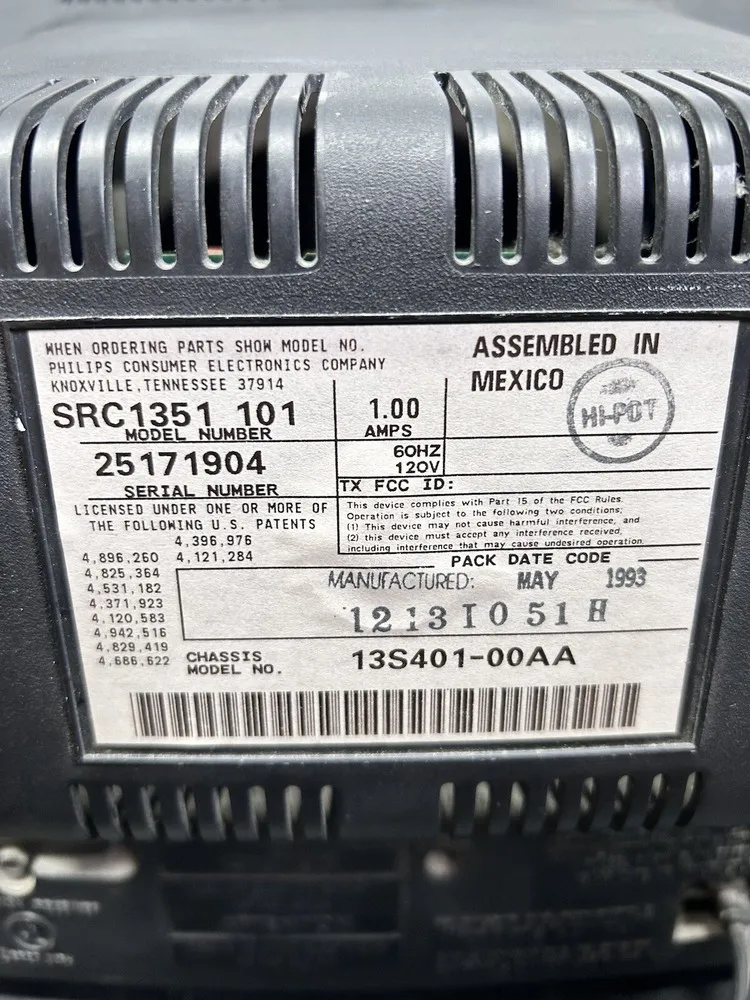 WHEN ORDERING PARTS SHOW MODEL NO.
PHILIPS CONSUMER ELECTRONICS COMPANY
KNOXVILLE, TENNESSEE 37914
SRC1351 101
MODEL NUMBER
25171904
SERIAL NUMBER
1.00
AMPS
60HZ
120V
ASSEMBLED IN
MEXICO
HI-POT
TX FCC ID:
This device complies with Part 15 of the FCC Rules.
Operation is subject to the following two conditions;
(1) This device may not cause harmful interference, and
(2) this device must accept any interference received,
including interference that may cause undesired operation.
LICENSED UNDER ONE OR MORE OF
THE FOLLOWING U.S. PATENTS
4,396,976
4,896,260 4,121,284
4,825,364
4,531,182
4,371,923
4,120,583
4,942,516
4,829,419
4,686,622
PACK DATE CODE
MANUFACTURED: MAY 1993
12 13 I0 51 H
CHASSIS
MODEL NO. 13S401-00AA